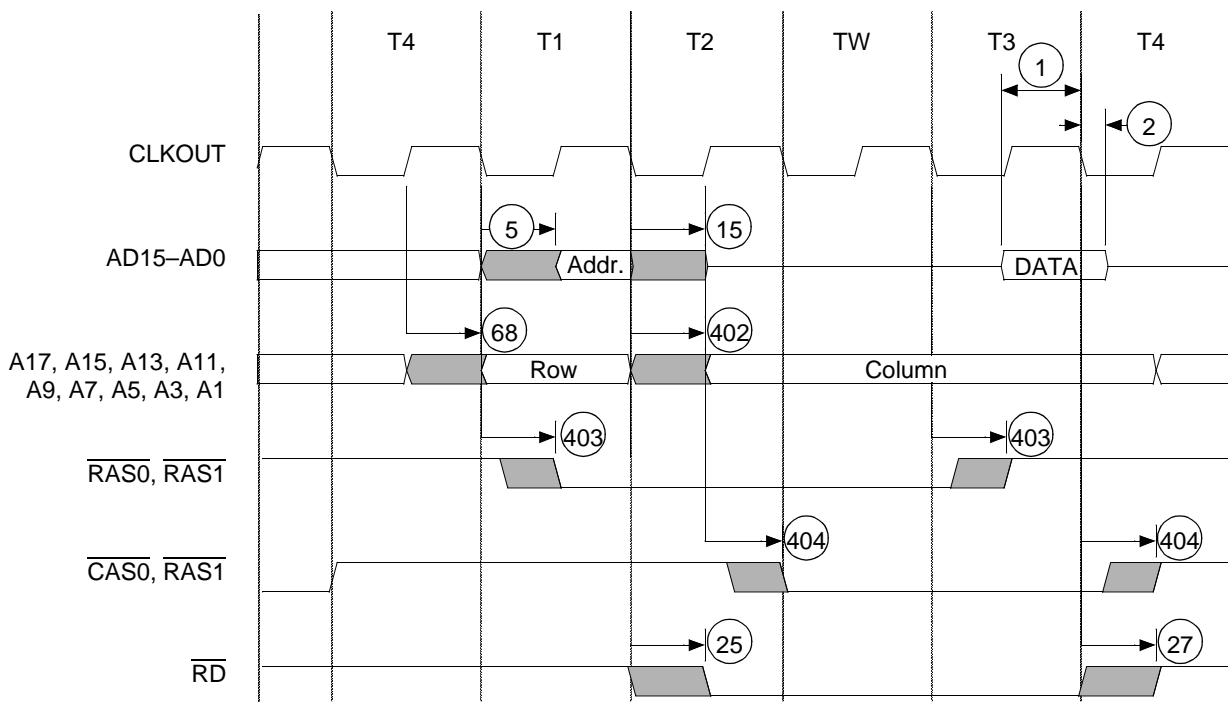 T4 T1 T2 TW T3 T4
1
2
CLKOUT
5 15
AD15–AD0 Addr. DATA
68 402
A17, A15, A13, A11,
A9, A7, A5, A3, A1
Row Column
403 403
RAS0, RAS1
404 404
CAS0, RAS1
25 27
RD